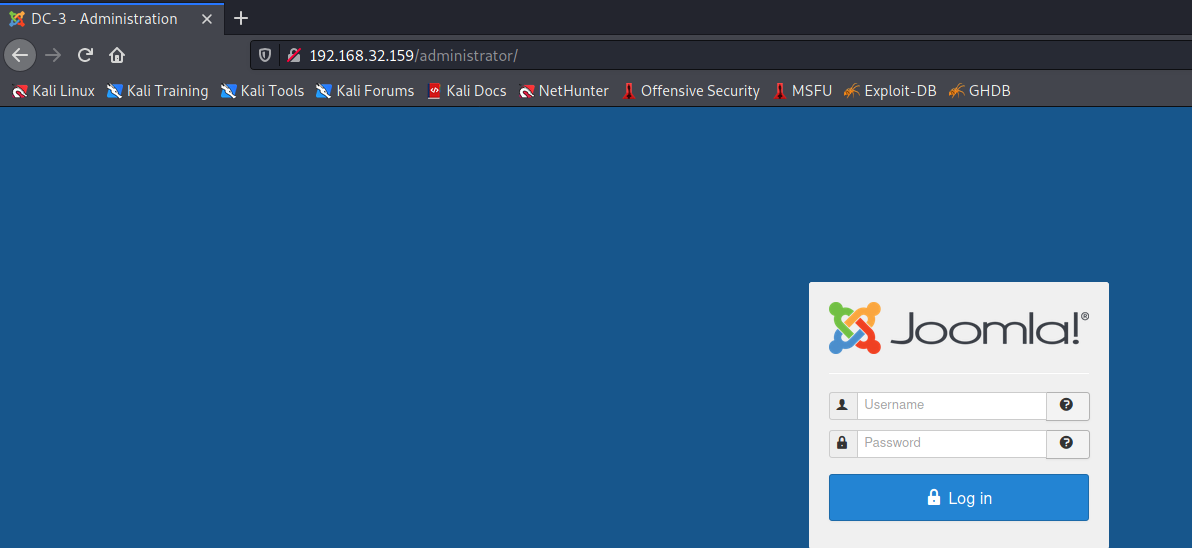 DC-3 - Administration
192.168.32.159/administrator/
Kali Linux Kali Training Kali Tools Kali Forums Kali Docs NetHunter Offensive Security MSFU Exploit-DB GHDB
Joomla!®
Username
Password
Log in